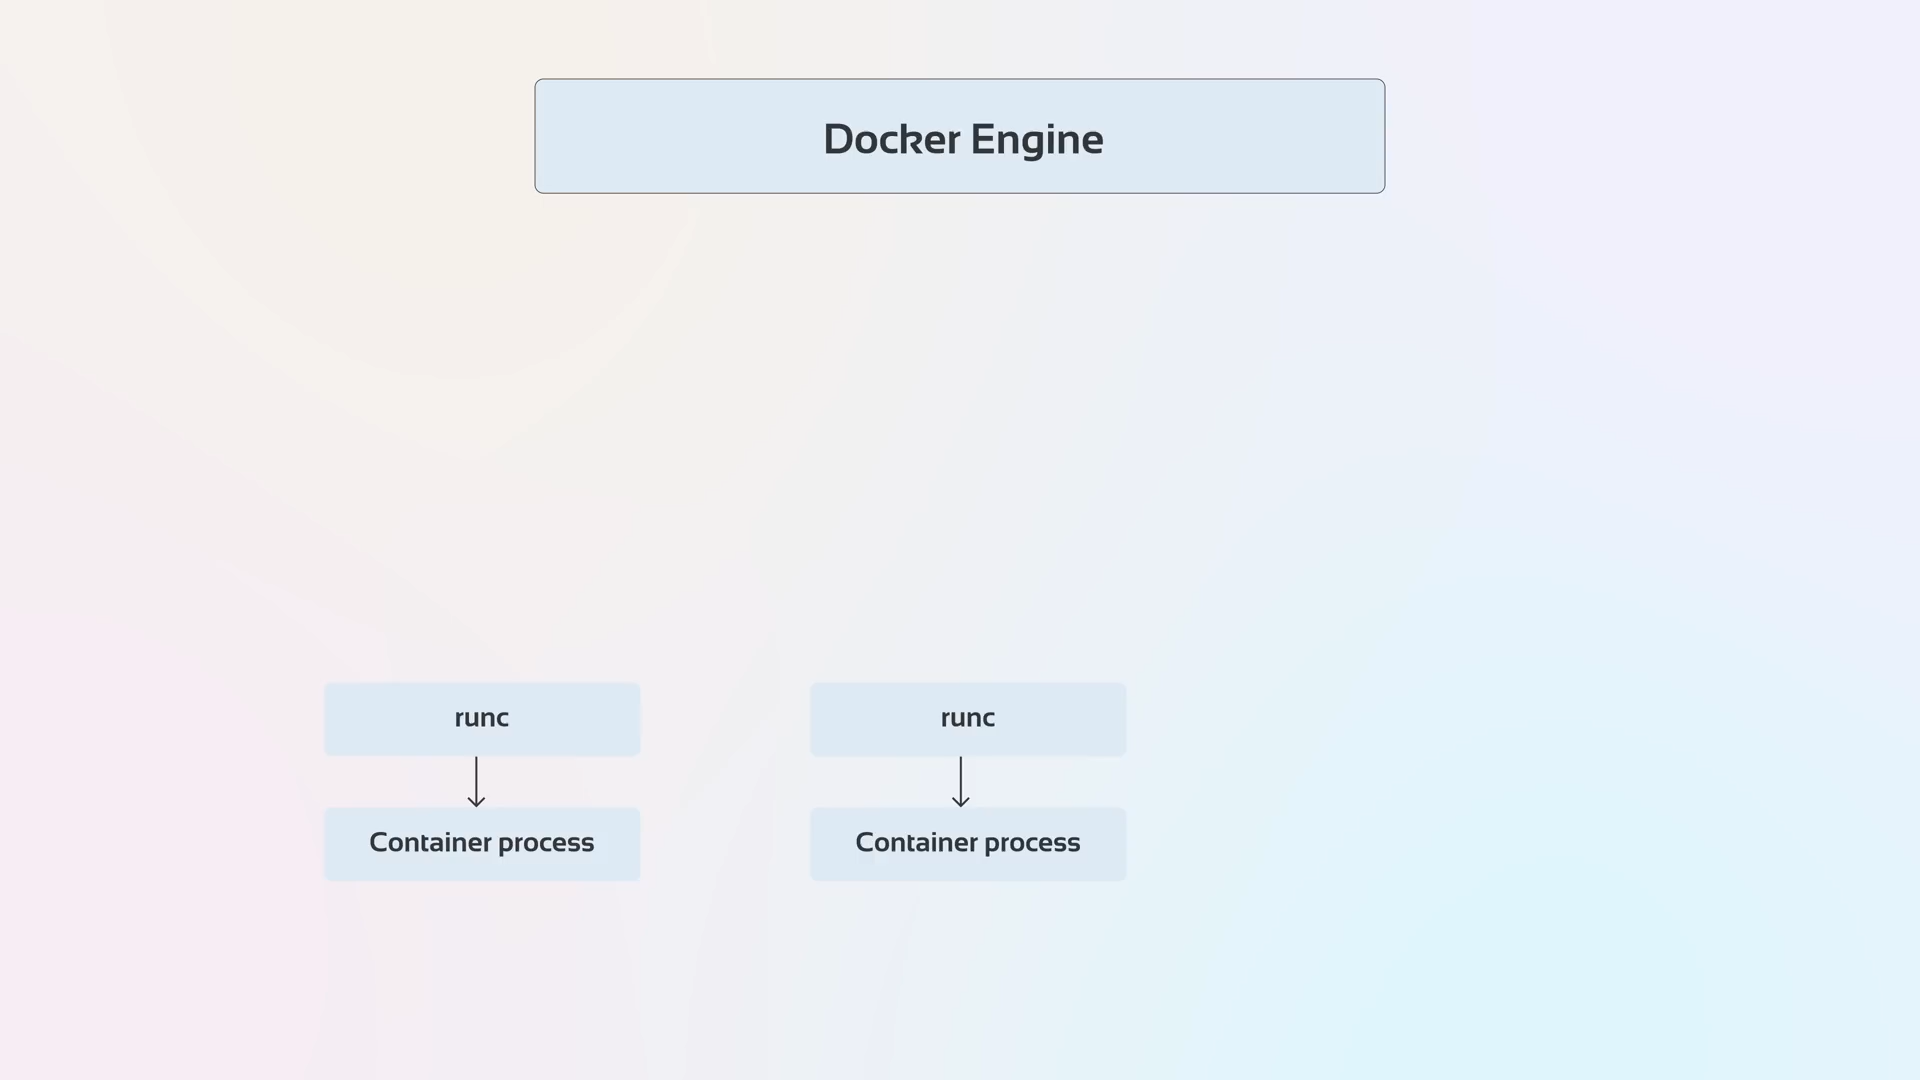 Docker Engine
runc
runc
Container process
Container process